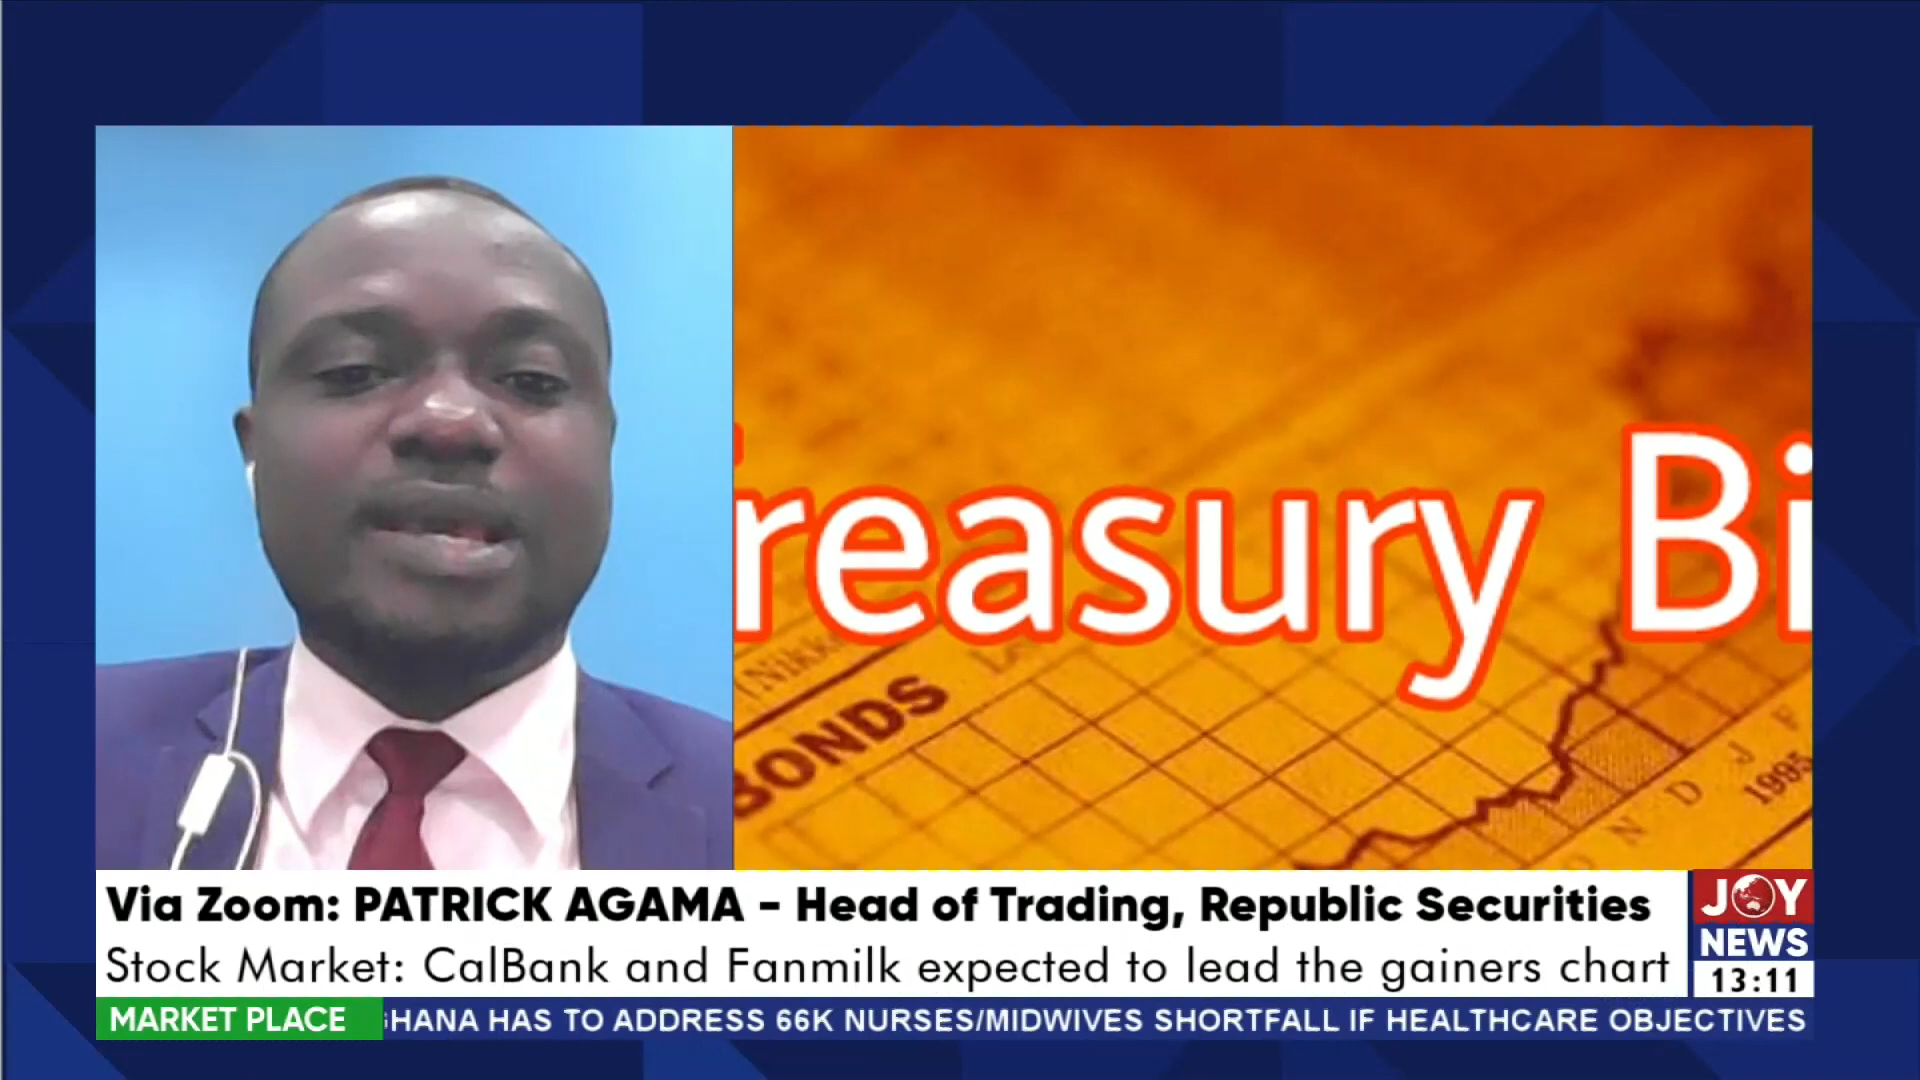 reasury Bi
(Nikke
BONDS
O N D J F
1995
Via Zoom: PATRICK AGAMA - Head of Trading, Republic Securities
Stock Market: CalBank and Fanmilk expected to lead the gainers chart
JOY
NEWS
13:11
MARKET PLACE
HANA HAS TO ADDRESS 66K NURSES/MIDWIVES SHORTFALL IF HEALTHCARE OBJECTIVES